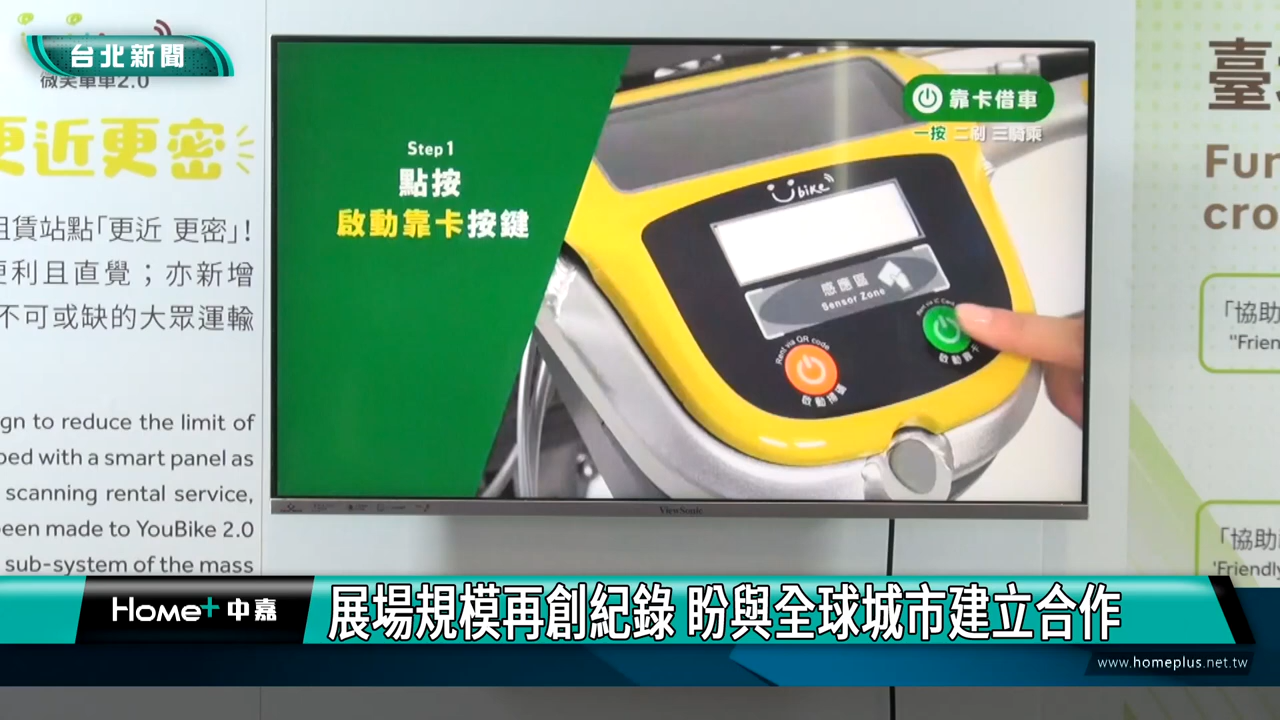 台北新聞
微笑單車2.0
更近更密
租賃站點「更近 更密」!
便利且直覺；亦新增
不可或缺的大眾運輸
gn to reduce the limit of
ped with a smart panel as
scanning rental service,
been made to YouBike 2.0
sub-system of the mass
Step 1
點按
啟動靠卡按鍵
靠卡借車
一按 二刷 三騎乘
Ubike
感應區
Sensor Zone
Rent via QR code
啟動掃碼
啟動靠卡
ViewSonic
臺
Fur
cro
「協助
"Frien
「協助
'Friendly
Home+ 中嘉
展場規模再創紀錄 盼與全球城市建立合作
www.homeplus.net.tw